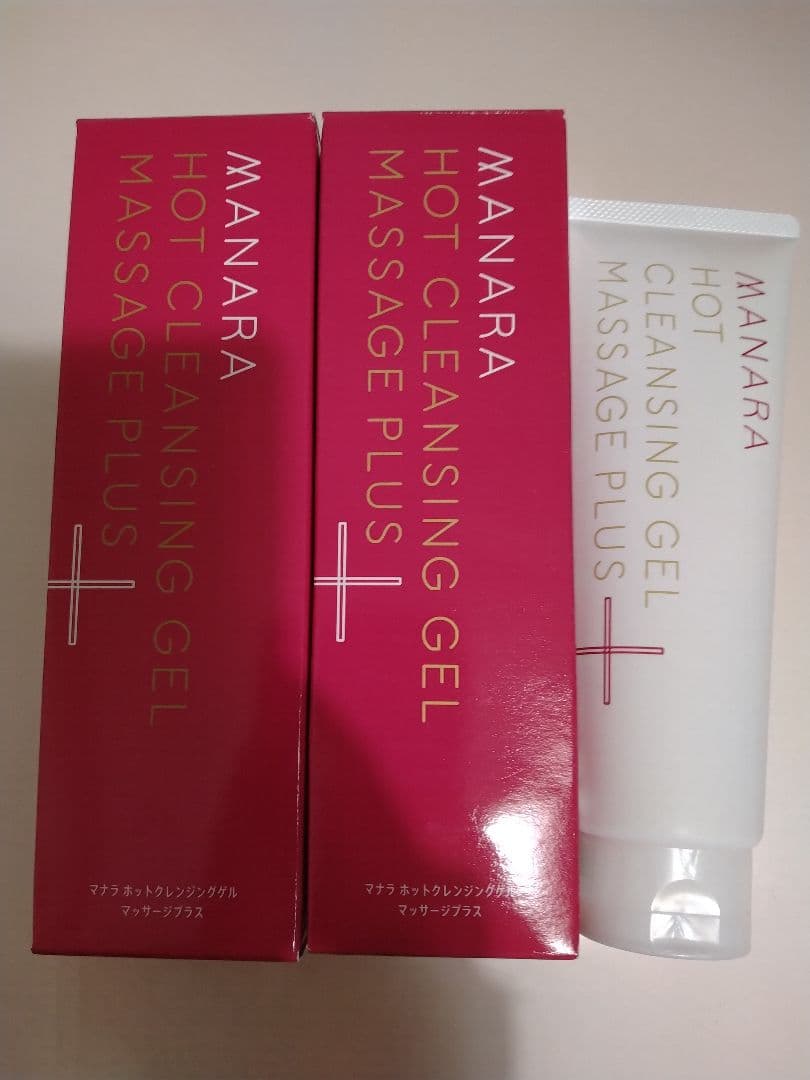 MANARA
HOT CLEANSING GEL
MASSAGE PLUS
マナラ ホットクレンジングゲル
マッサージプラス
MANARA
HOT CLEANSING GEL
MASSAGE PLUS
マナラ ホットクレンジングゲル
マッサージプラス
MANARA
HOT
CLEANSING GEL
MASSAGE PLUS